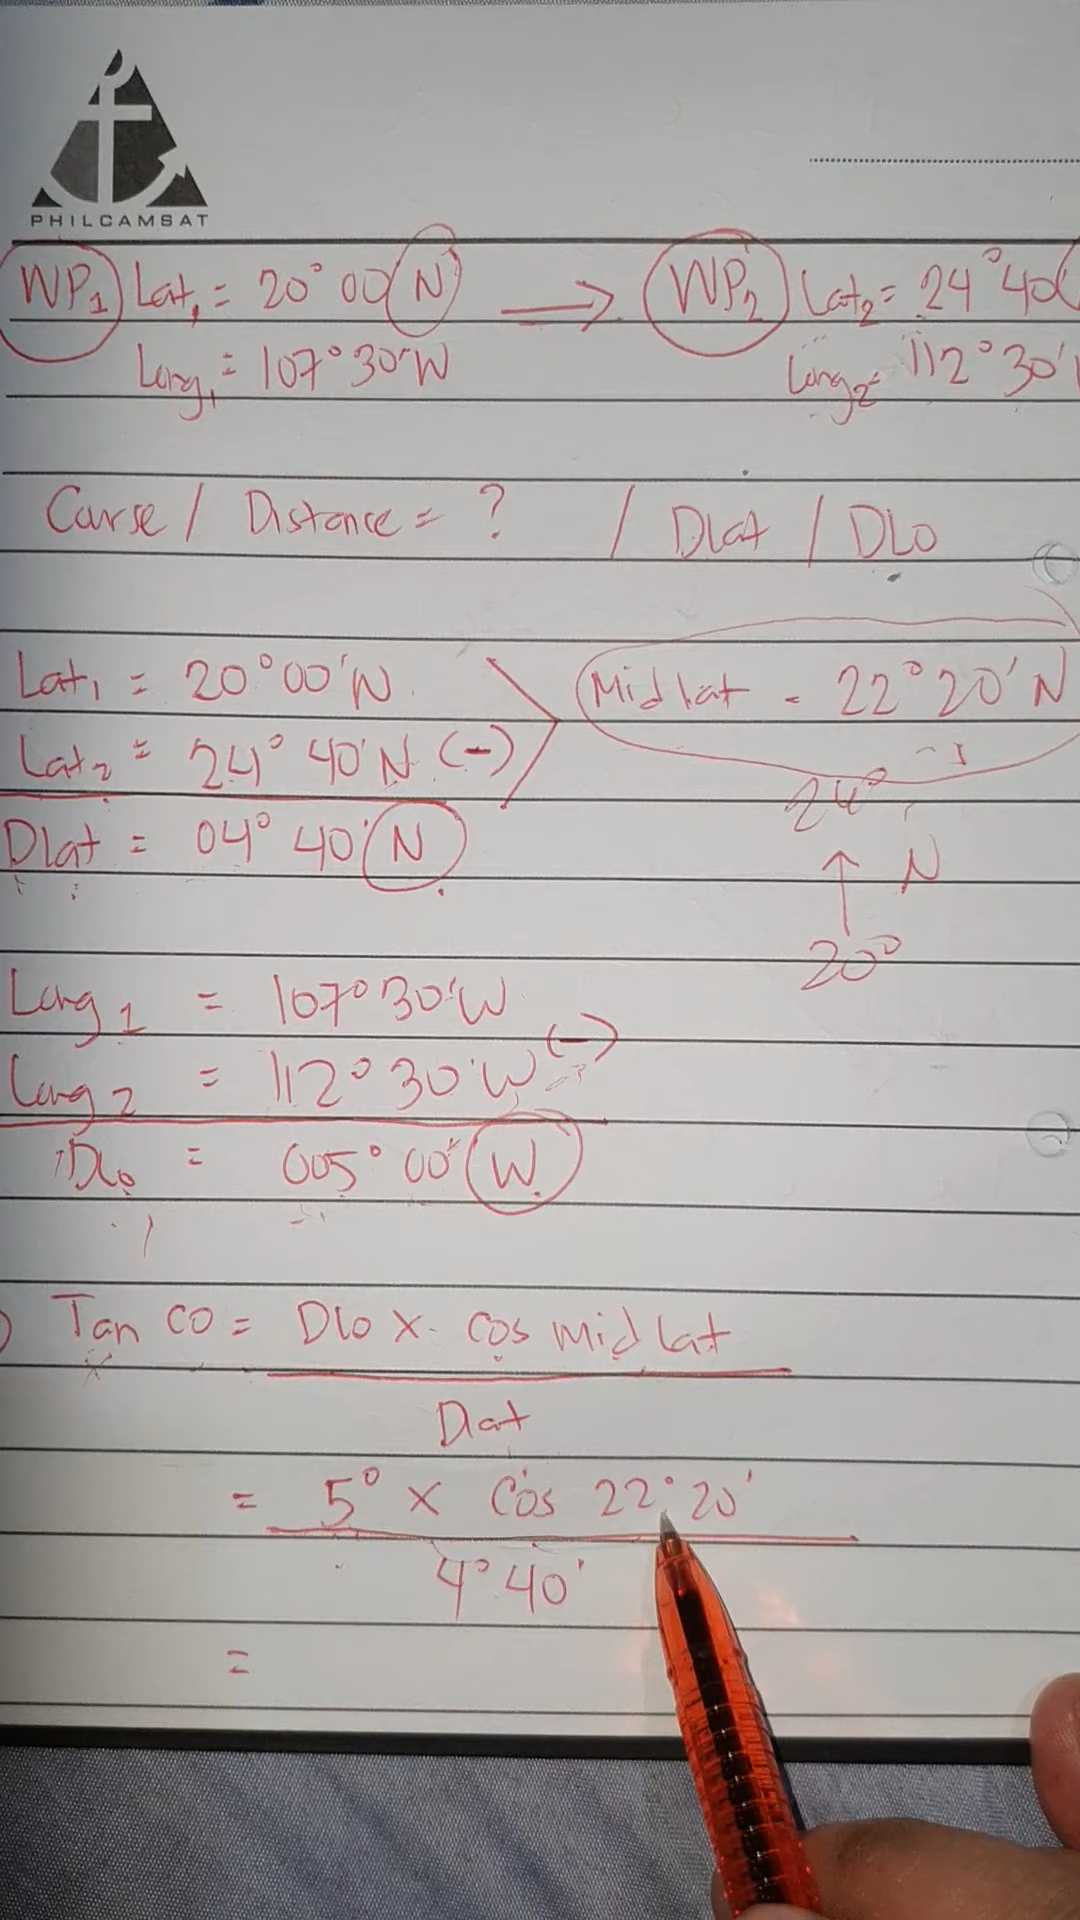 PHILCAMSAT
WP1 Lat1 = 20° 00 N → WP2 Lat2 = 24° 40
Long1 = 107° 30' W Long2 = 112° 30'
Course / Distance = ? / Dlat / DLo
Lat1 = 20° 00' N Mid lat = 22° 20' N
Lat2 = 24° 40' N (-)
24°
Dlat = 04° 40' N
↑ N
20°
Long 1 = 107° 30' W
(-)
Long 2 = 112° 30' W
DLo = 005° 00' W
Tan CO = Dlo x cos mid Lat
Dlat
= 5° x Cos 22° 20'
4° 40'
=